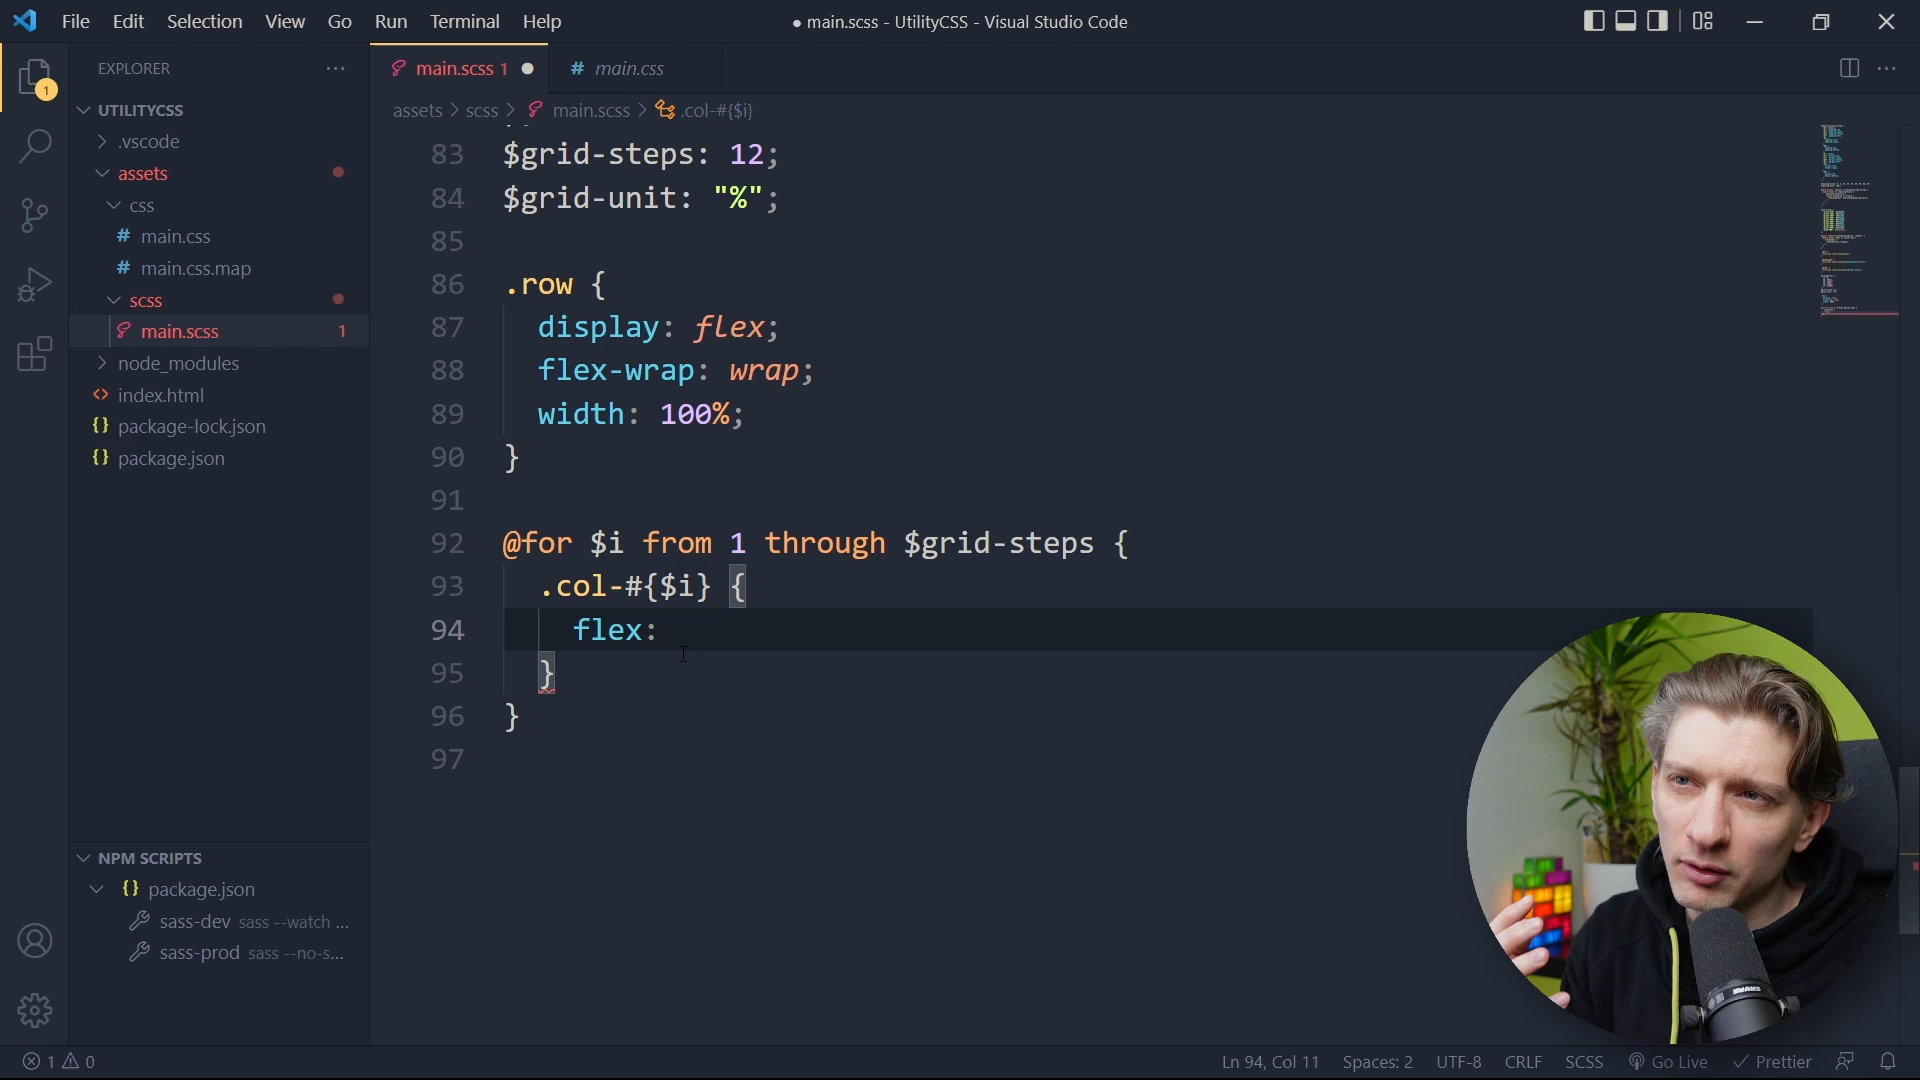 File Edit Selection View Go Run Terminal Help
● main.scss - UtilityCSS - Visual Studio Code
EXPLORER
main.scss 1
# main.css
1
UTILITYCSS
assets > scss > main.scss > .col-#{$i}
.vscode
assets
css
# main.css
# main.css.map
scss
main.scss 1
node_modules
<> index.html
{} package-lock.json
{} package.json
83 $grid-steps: 12;
84 $grid-unit: "%";
85
86 .row {
87 display: flex;
88 flex-wrap: wrap;
89 width: 100%;
90 }
91
92 @for $i from 1 through $grid-steps {
93 .col-#{$i} {
94 flex:
95 }
96 }
97
NPM SCRIPTS
{} package.json
sass-dev sass --watch ...
sass-prod sass --no-s...
SHURE
1 0
Ln 94, Col 11 Spaces: 2 UTF-8 CRLF SCSS Go Live Prettier